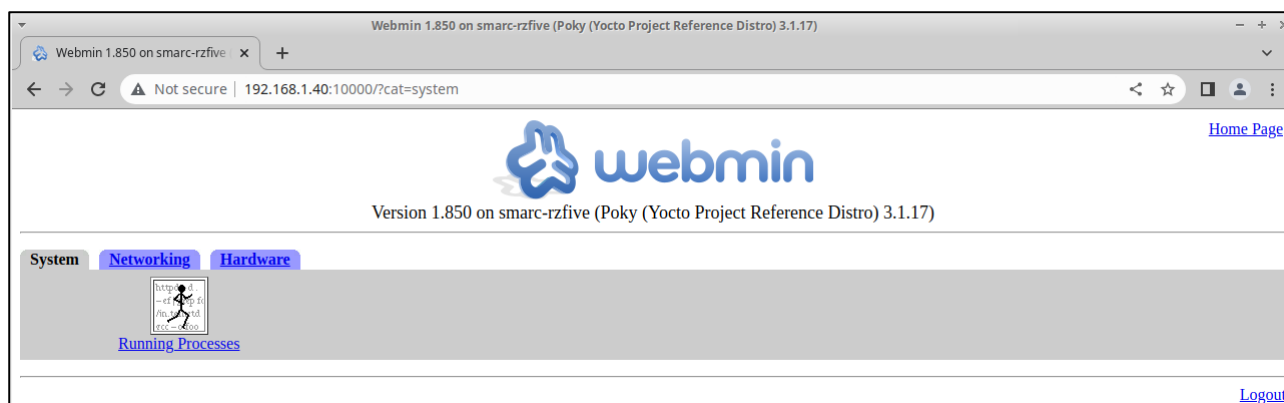 Webmin 1.850 on smarc-rzfive (Poky (Yocto Project Reference Distro) 3.1.17)
Webmin 1.850 on smarc-rzfive
Not secure | 192.168.1.40:10000/?cat=system
Home Page
webmin
Version 1.850 on smarc-rzfive (Poky (Yocto Project Reference Distro) 3.1.17)
System Networking Hardware
Running Processes
Logout